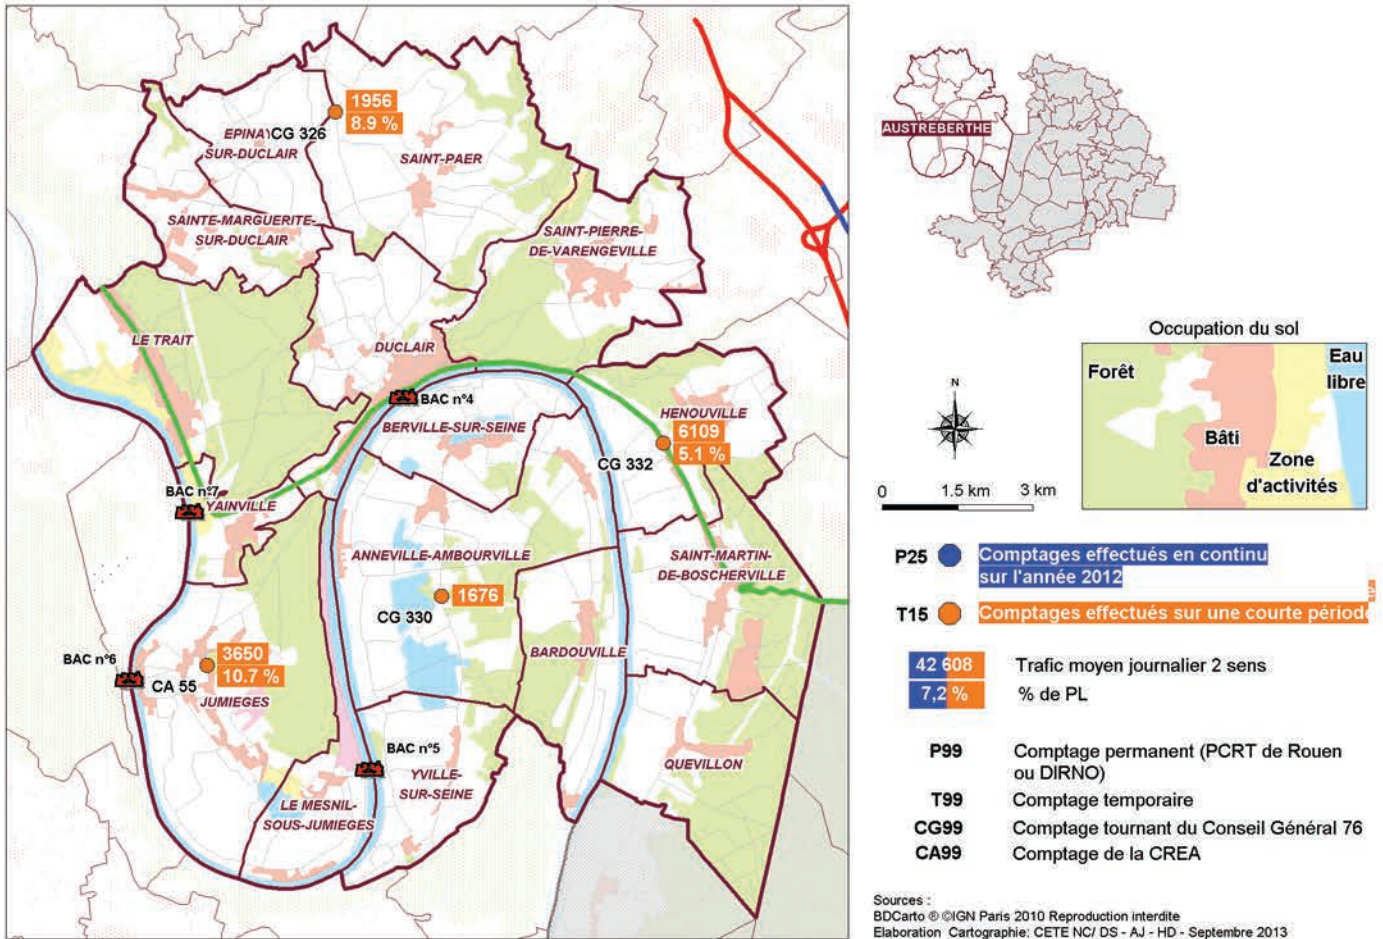 1956
8.9 %
EPINAY
CG 326
SUR-DUCLAIR
SAINT-PAER
SAINTE-MARGUERITE-
SUR-DUCLAIR
SAINT-PIERRE-
DE-VARENGEVILLE
LE TRAIT
DUCLAIR
BAC n°4
BERVILLE-SUR-SEINE
HENOUVILLE
6109
5.1 %
CG 332
BAC n°7
YAINVILLE
ANNEVILLE-AMBOURVILLE
SAINT-MARTIN-
DE-BOSCHERVILLE
1676
CG 330
BARDOUVILLE
3650
10.7 %
BAC n°6
CA 55
JUMIEGES
BAC n°5
YVILLE-
SUR-SEINE
QUEVILLON
LE MESNIL-
SOUS-JUMIEGES
AUSTREBERTHE
Occupation du sol
Forêt
Eau
libre
Bâti
Zone
d'activités
N
0 1.5 km 3 km
P25 Comptages effectués en continu
sur l'année 2012
T15 Comptages effectués sur une courte période
42 608 Trafic moyen journalier 2 sens
7,2 % % de PL
P99 Comptage permanent (PCRT de Rouen
ou DIRNO)
T99 Comptage temporaire
CG99 Comptage tournant du Conseil Général 76
CA99 Comptage de la CREA
Sources :
BDCarto ® ©IGN Paris 2010 Reproduction interdite
Elaboration Cartographie: CETE NC/ DS - AJ - HD - Septembre 2013